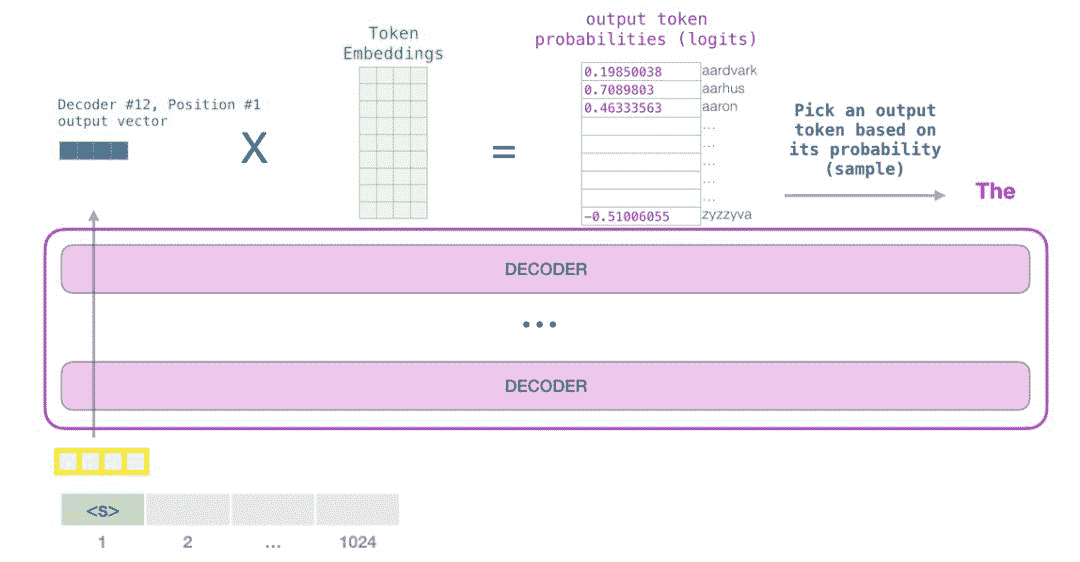 Token
Embeddings
output token
probabilities (logits)
Decoder #12, Position #1
output vector
X
=
0.19850038 aardvark
0.7089803 aarhus
0.46333563 aaron
...
...
...
...
...
-0.51006055 zyzzyva
Pick an output
token based on
its probability
(sample)
The
DECODER
...
DECODER
<S>
1 2 ... 1024